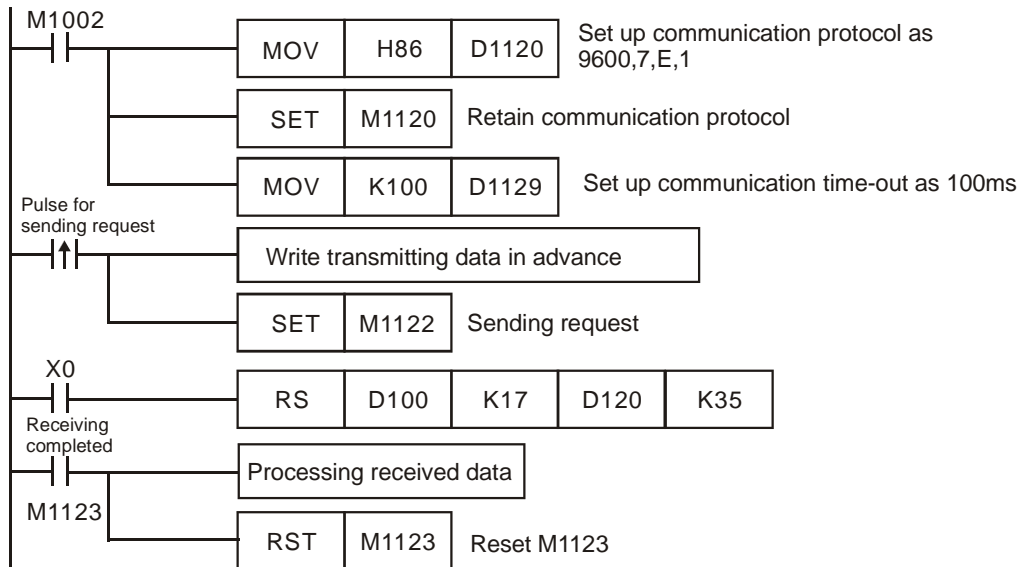 M1002
MOV H86 D1120
Set up communication protocol as
9600,7,E,1
SET M1120
Retain communication protocol
MOV K100 D1129
Set up communication time-out as 100ms
Pulse for
sending request
Write transmitting data in advance
SET M1122
Sending request
X0
RS D100 K17 D120 K35
Receiving
completed
Processing received data
M1123
RST M1123
Reset M1123